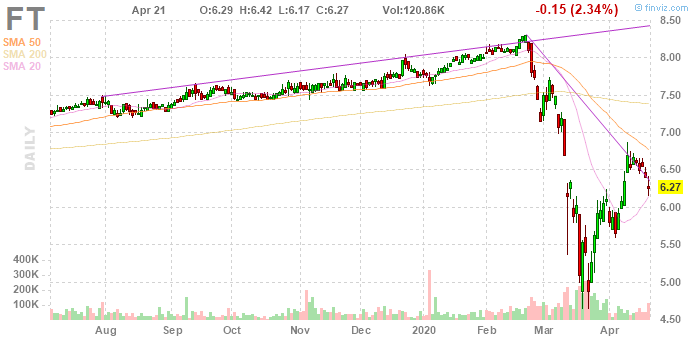 © finviz.com
FT Apr 21 O:6.29 H:6.42 L:6.17 C:6.27 Vol:120.86K -0.15 (2.34%)
SMA 50
SMA 200
SMA 20
DAILY
8.50
8.00
7.50
7.00
6.50
6.27
6.00
5.50
5.00
4.50
400K
300K
200K
100K
Aug Sep Oct Nov Dec 2020 Feb Mar Apr